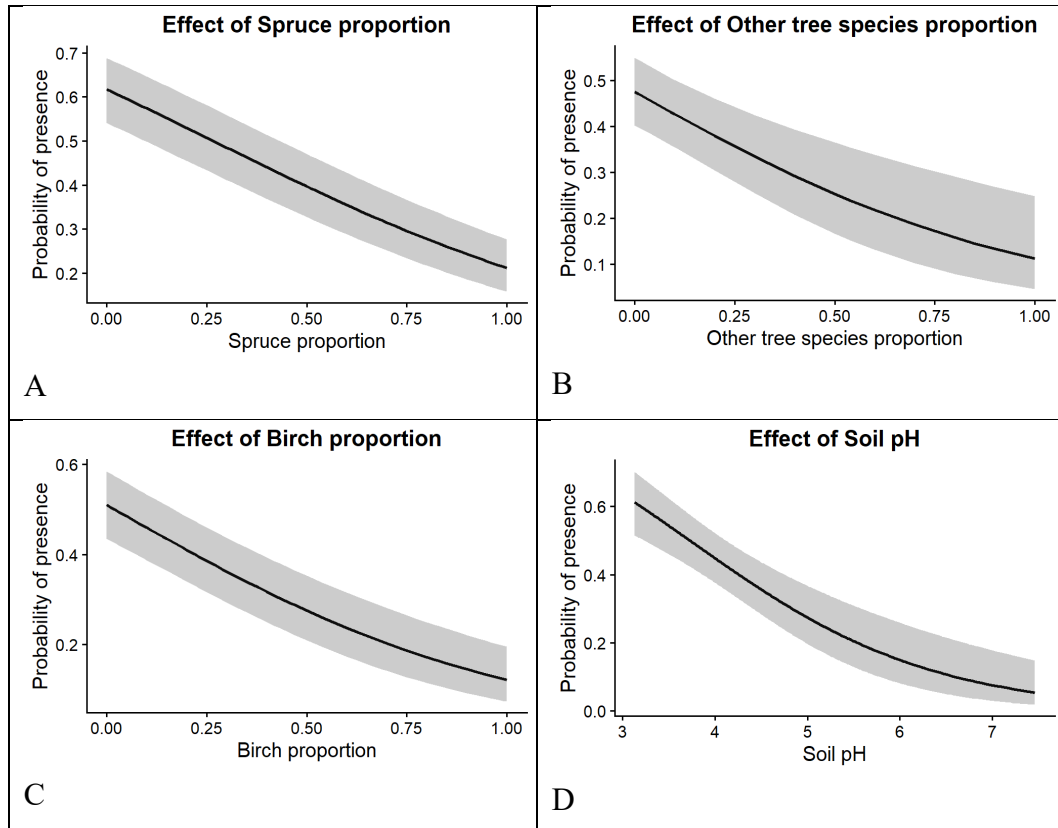 Effect of Spruce proportion
Probability of presence
0.7
0.6
0.5
0.4
0.3
0.2
0.00 0.25 0.50 0.75 1.00
Spruce proportion
A
Effect of Other tree species proportion
Probability of presence
0.5
0.4
0.3
0.2
0.1
0.00 0.25 0.50 0.75 1.00
Other tree species proportion
B
Effect of Birch proportion
Probability of presence
0.6
0.4
0.2
0.00 0.25 0.50 0.75 1.00
Birch proportion
C
Effect of Soil pH
Probability of presence
0.6
0.4
0.2
0.0
3 4 5 6 7
Soil pH
D